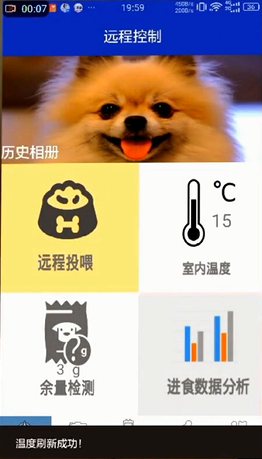 00:07
19:59
450B/s
200B/s
远程控制
历史相册
远程投喂
℃
15
室内温度
3 g
?g
余量检测
进食数据分析
温度刷新成功！